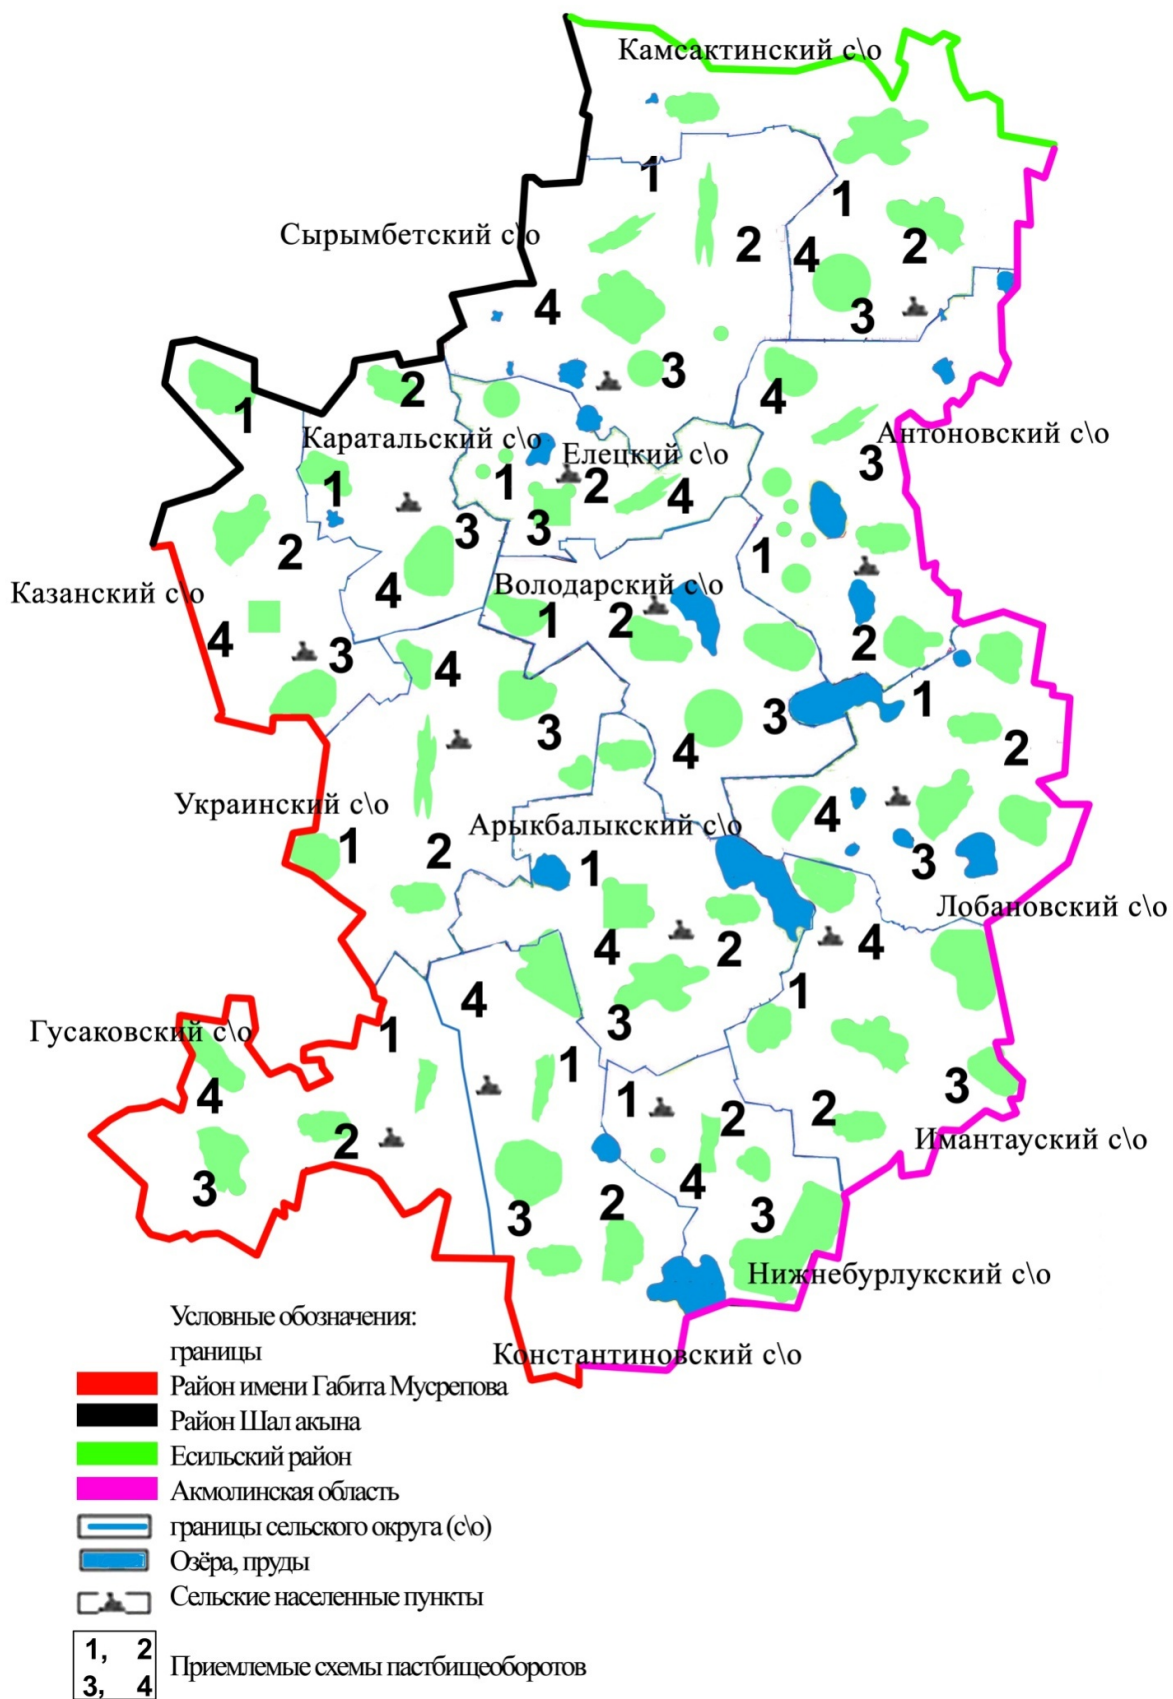 Камсактинский с\о
1
1
Сырымбетский с\о
2
4
2
4
3
3
2
4
1
Каратальский с\о
Антоновский с\о
Елецкий с\о
3
1
1
2
4
3
3
2
1
Казанский с\о
Володарский с\о
4
1
2
4
3
2
4
1
3
3
4
2
Украинский с\о
4
Арыкбалыкский с\о
1
2
1
3
Лобановский с\о
4
2
4
4
1
3
Гусаковский с\о
1
1
4
1
3
2
2
2
Имантауский с\о
3
4
3
2
3
Нижнебурлукский с\о
Константиновский с\о
Условные обозначения:
границы
Район имени Габита Мусрепова
Район Шал акына
Есильский район
Акмолинская область
границы сельского округа (с\о)
Озёра, пруды
Сельские населенные пункты
1, 2
3, 4
Приемлемые схемы пастбищеоборотов